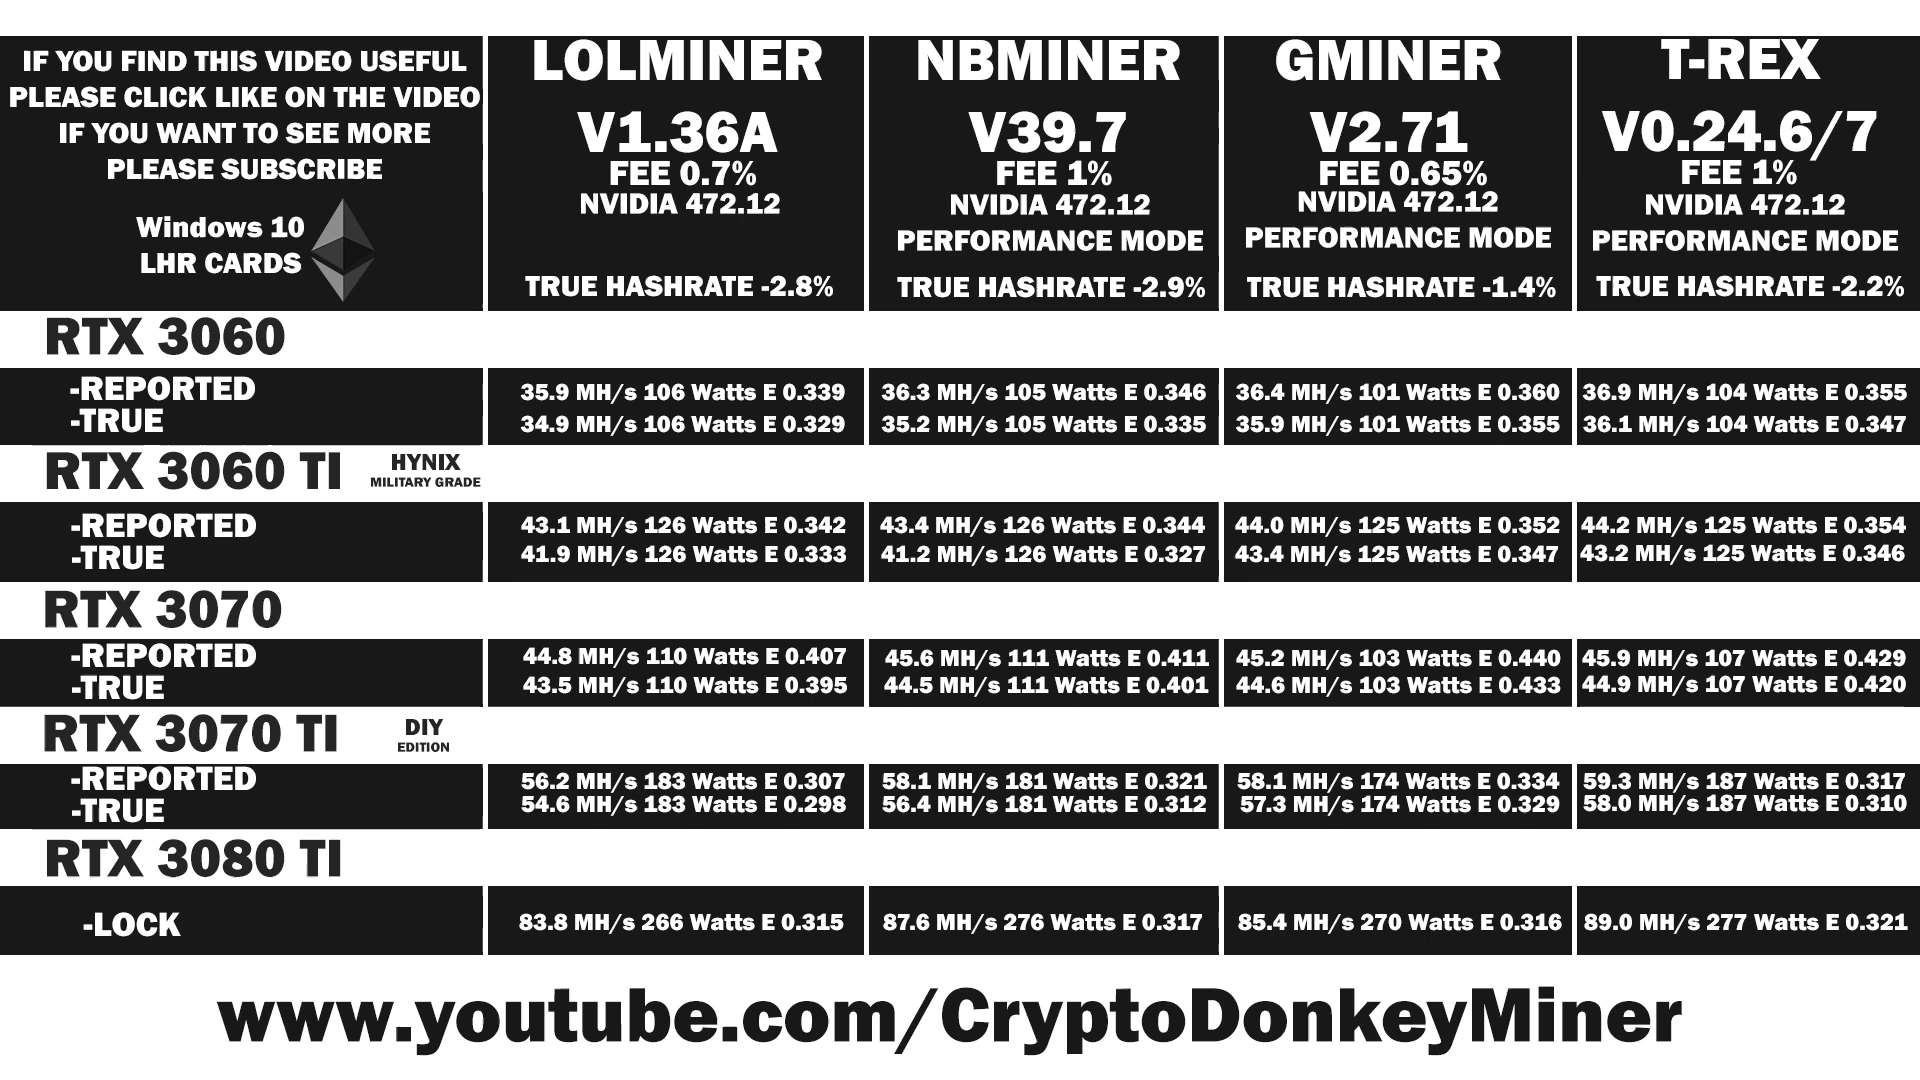 IF YOU FIND THIS VIDEO USEFUL
PLEASE CLICK LIKE ON THE VIDEO
IF YOU WANT TO SEE MORE
PLEASE SUBSCRIBE
Windows 10
LHR CARDS
LOLMINER
V1.36A
FEE 0.7%
NVIDIA 472.12
TRUE HASHRATE -2.8%
NBMINER
V39.7
FEE 1%
NVIDIA 472.12
PERFORMANCE MODE
TRUE HASHRATE -2.9%
GMINER
V2.71
FEE 0.65%
NVIDIA 472.12
PERFORMANCE MODE
TRUE HASHRATE -1.4%
T-REX
V0.24.6/7
FEE 1%
NVIDIA 472.12
PERFORMANCE MODE
TRUE HASHRATE -2.2%
RTX 3060
-REPORTED 35.9 MH/s 106 Watts E 0.339 36.3 MH/s 105 Watts E 0.346 36.4 MH/s 101 Watts E 0.360 36.9 MH/s 104 Watts E 0.355
-TRUE 34.9 MH/s 106 Watts E 0.329 35.2 MH/s 105 Watts E 0.335 35.9 MH/s 101 Watts E 0.355 36.1 MH/s 104 Watts E 0.347
RTX 3060 TI HYNIX
MILITARY GRADE
-REPORTED 43.1 MH/s 126 Watts E 0.342 43.4 MH/s 126 Watts E 0.344 44.0 MH/s 125 Watts E 0.352 44.2 MH/s 125 Watts E 0.354
-TRUE 41.9 MH/s 126 Watts E 0.333 41.2 MH/s 126 Watts E 0.327 43.4 MH/s 125 Watts E 0.347 43.2 MH/s 125 Watts E 0.346
RTX 3070
-REPORTED 44.8 MH/s 110 Watts E 0.407 45.6 MH/s 111 Watts E 0.411 45.2 MH/s 103 Watts E 0.440 45.9 MH/s 107 Watts E 0.429
-TRUE 43.5 MH/s 110 Watts E 0.395 44.5 MH/s 111 Watts E 0.401 44.6 MH/s 103 Watts E 0.433 44.9 MH/s 107 Watts E 0.420
RTX 3070 TI DIY
EDITION
-REPORTED 56.2 MH/s 183 Watts E 0.307 58.1 MH/s 181 Watts E 0.321 58.1 MH/s 174 Watts E 0.334 59.3 MH/s 187 Watts E 0.317
-TRUE 54.6 MH/s 183 Watts E 0.298 56.4 MH/s 181 Watts E 0.312 57.3 MH/s 174 Watts E 0.329 58.0 MH/s 187 Watts E 0.310
RTX 3080 TI
-LOCK 83.8 MH/s 266 Watts E 0.315 87.6 MH/s 276 Watts E 0.317 85.4 MH/s 270 Watts E 0.316 89.0 MH/s 277 Watts E 0.321
www.youtube.com/CryptoDonkeyMiner